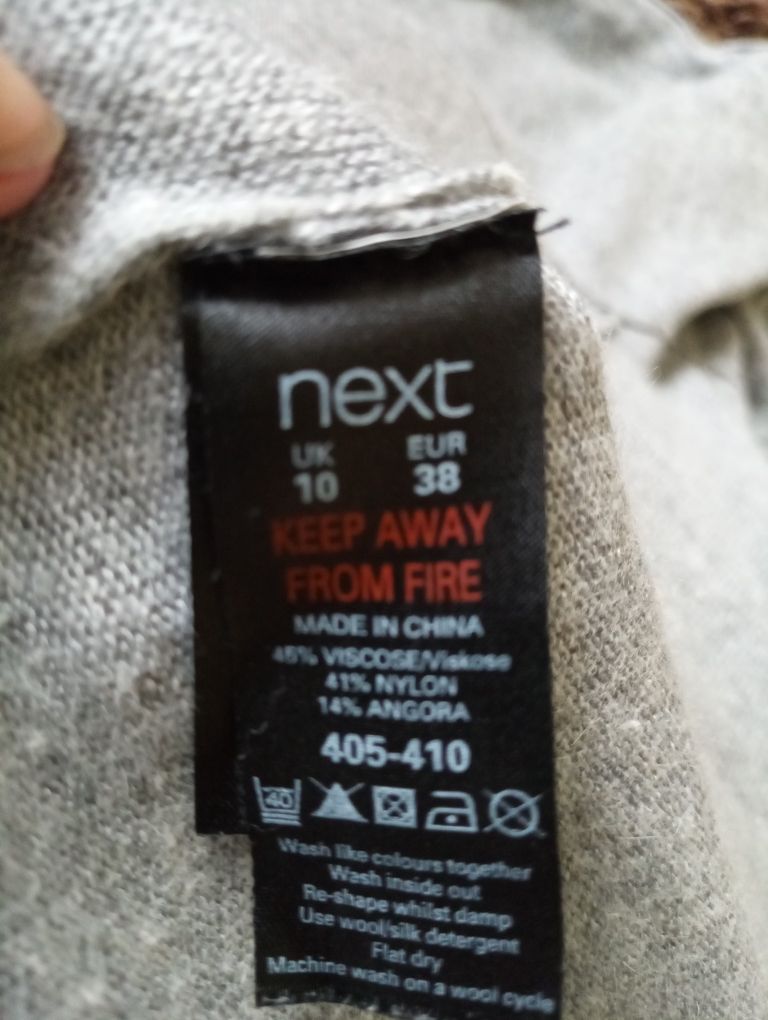 next
UK EUR
10 38
KEEP AWAY
FROM FIRE
MADE IN CHINA
45% VISCOSE/Viskose
41% NYLON
14% ANGORA
405-410
40
Wash like colours together
Wash inside out
Re-shape whilst damp
Use wool/silk detergent
Flat dry
Machine wash on a wool cycle